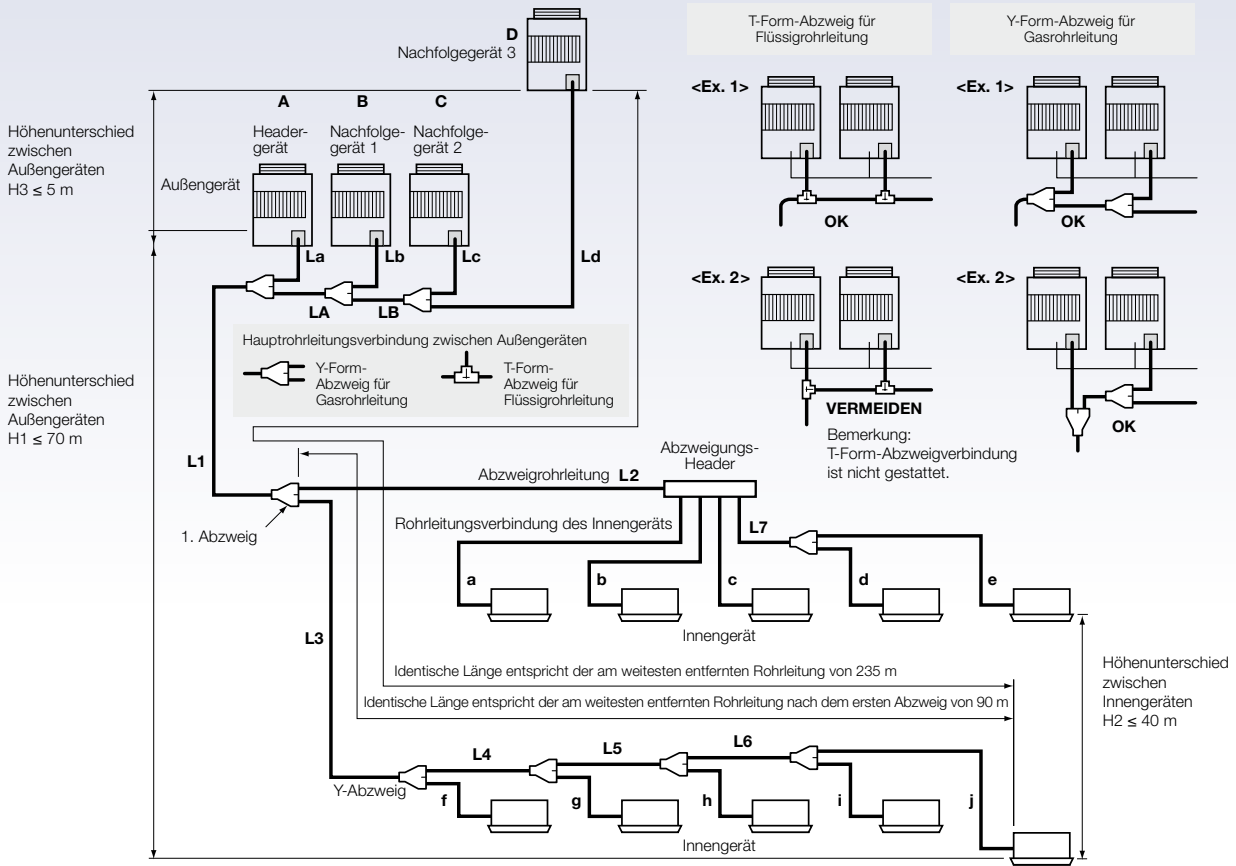 D
Nachfolgegerät 3
T-Form-Abzweig für
Flüssigrohrleitung
Y-Form-Abzweig für
Gasrohrleitung
<Ex. 1>
<Ex. 1>
OK
OK
Höhenunterschied
zwischen
Außengeräten
H3 ≤ 5 m
Außengerät
A
Header-
gerät
B
Nachfolge-
gerät 1
C
Nachfolge-
gerät 2
La
Lb
Lc
Ld
LA
LB
<Ex. 2>
<Ex. 2>
VERMEIDEN
Bemerkung:
T-Form-Abzweigverbindung
ist nicht gestattet.
OK
Hauptrohrleitungsverbindung zwischen Außengeräten
Y-Form-
Abzweig für
Gasrohrleitung
T-Form-
Abzweig für
Flüssigrohrleitung
Höhenunterschied
zwischen
Außengeräten
H1 ≤ 70 m
L1
1. Abzweig
Abzweigrohrleitung L2
Abzweigungs-
Header
Rohrleitungsverbindung des Innengeräts
L7
a
b
c
d
e
Innengerät
L3
Identische Länge entspricht der am weitesten entfernten Rohrleitung von 235 m
Identische Länge entspricht der am weitesten entfernten Rohrleitung nach dem ersten Abzweig von 90 m
Höhenunterschied
zwischen
Innengeräten
H2 ≤ 40 m
L4
L5
L6
Y-Abzweig
f
g
h
i
j
Innengerät